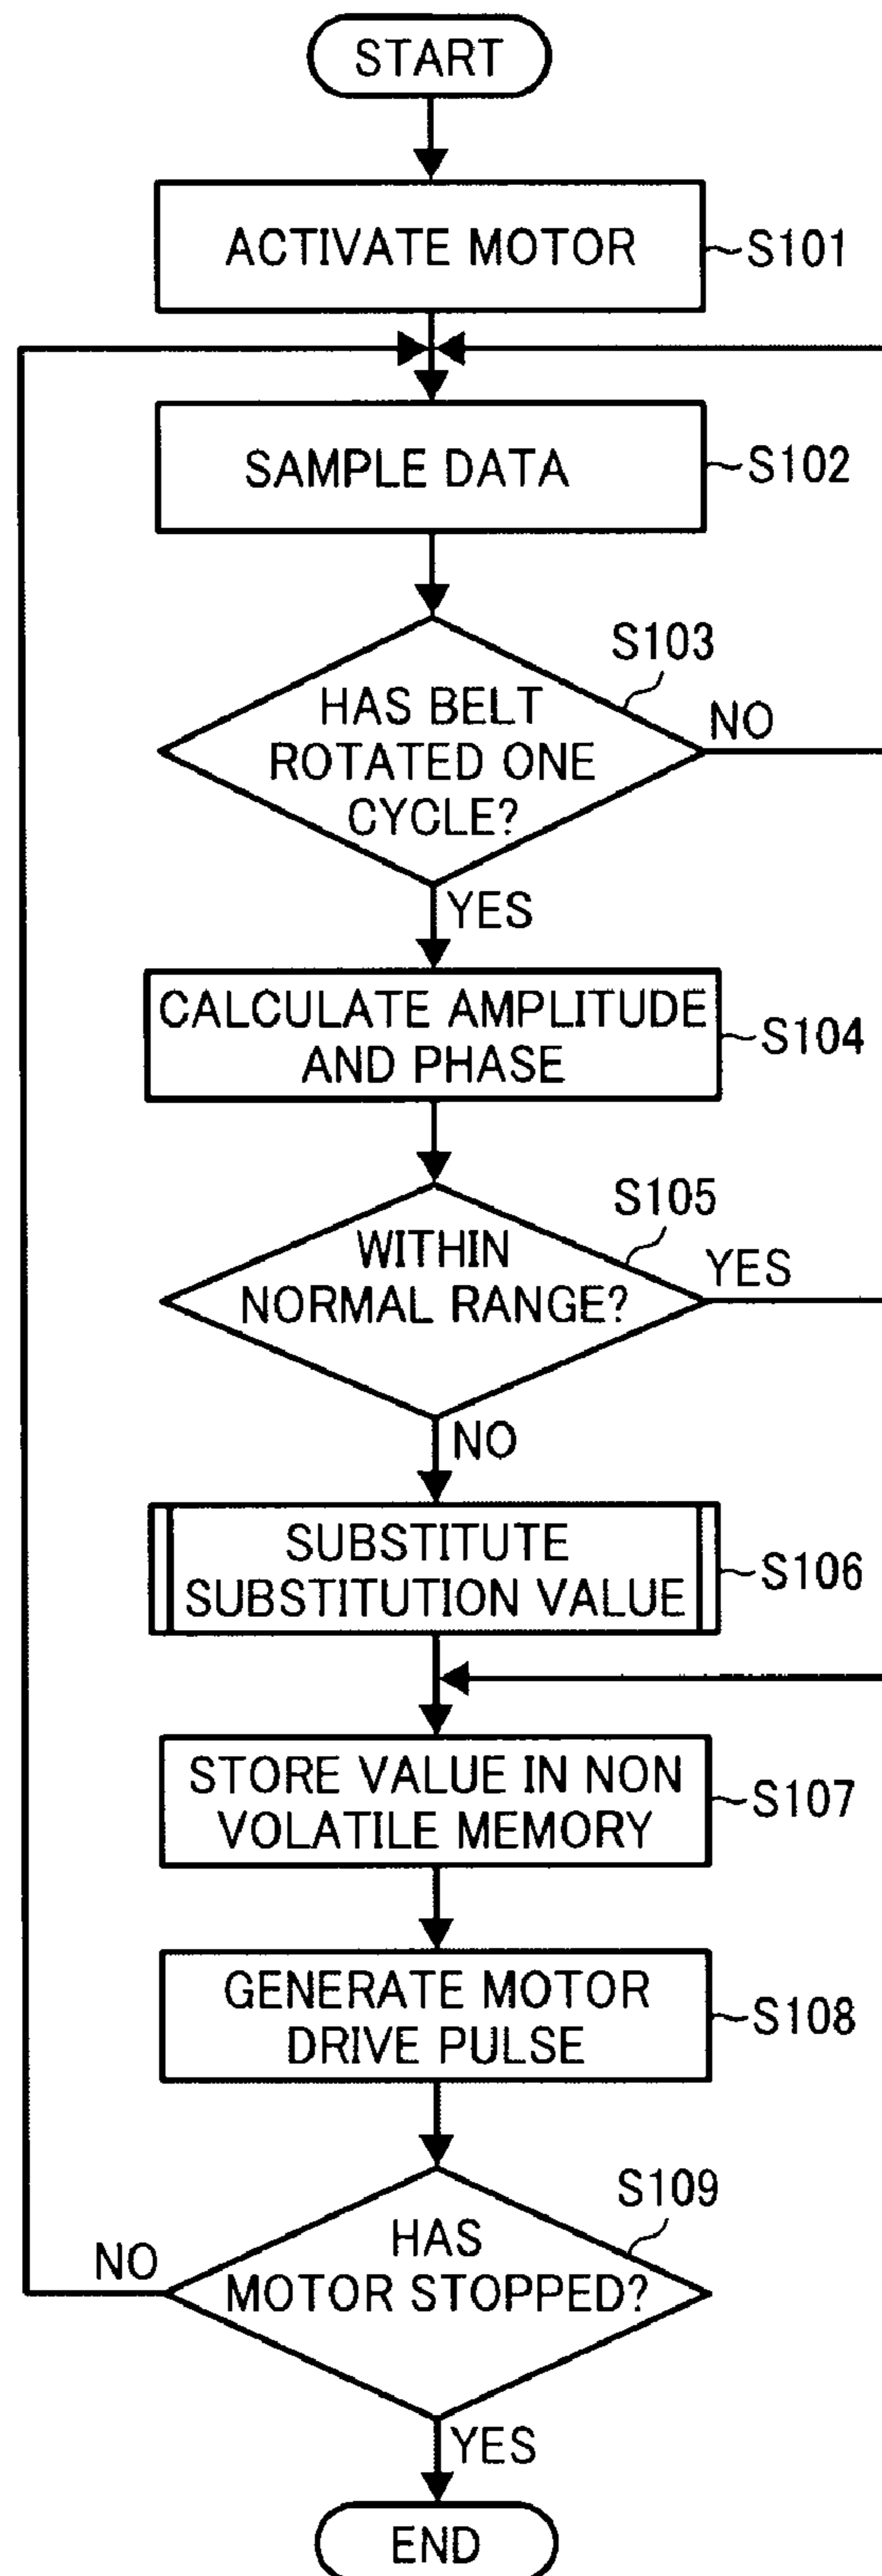 START
ACTIVATE MOTOR
S101
SAMPLE DATA
S102
S103
HAS BELT
ROTATED ONE
CYCLE?
NO
YES
CALCULATE AMPLITUDE
AND PHASE
S104
S105
WITHIN
NORMAL RANGE?
YES
NO
SUBSTITUTE
SUBSTITUTION VALUE
S106
STORE VALUE IN NON
VOLATILE MEMORY
S107
GENERATE MOTOR
DRIVE PULSE
S108
S109
HAS
MOTOR STOPPED?
NO
YES
END